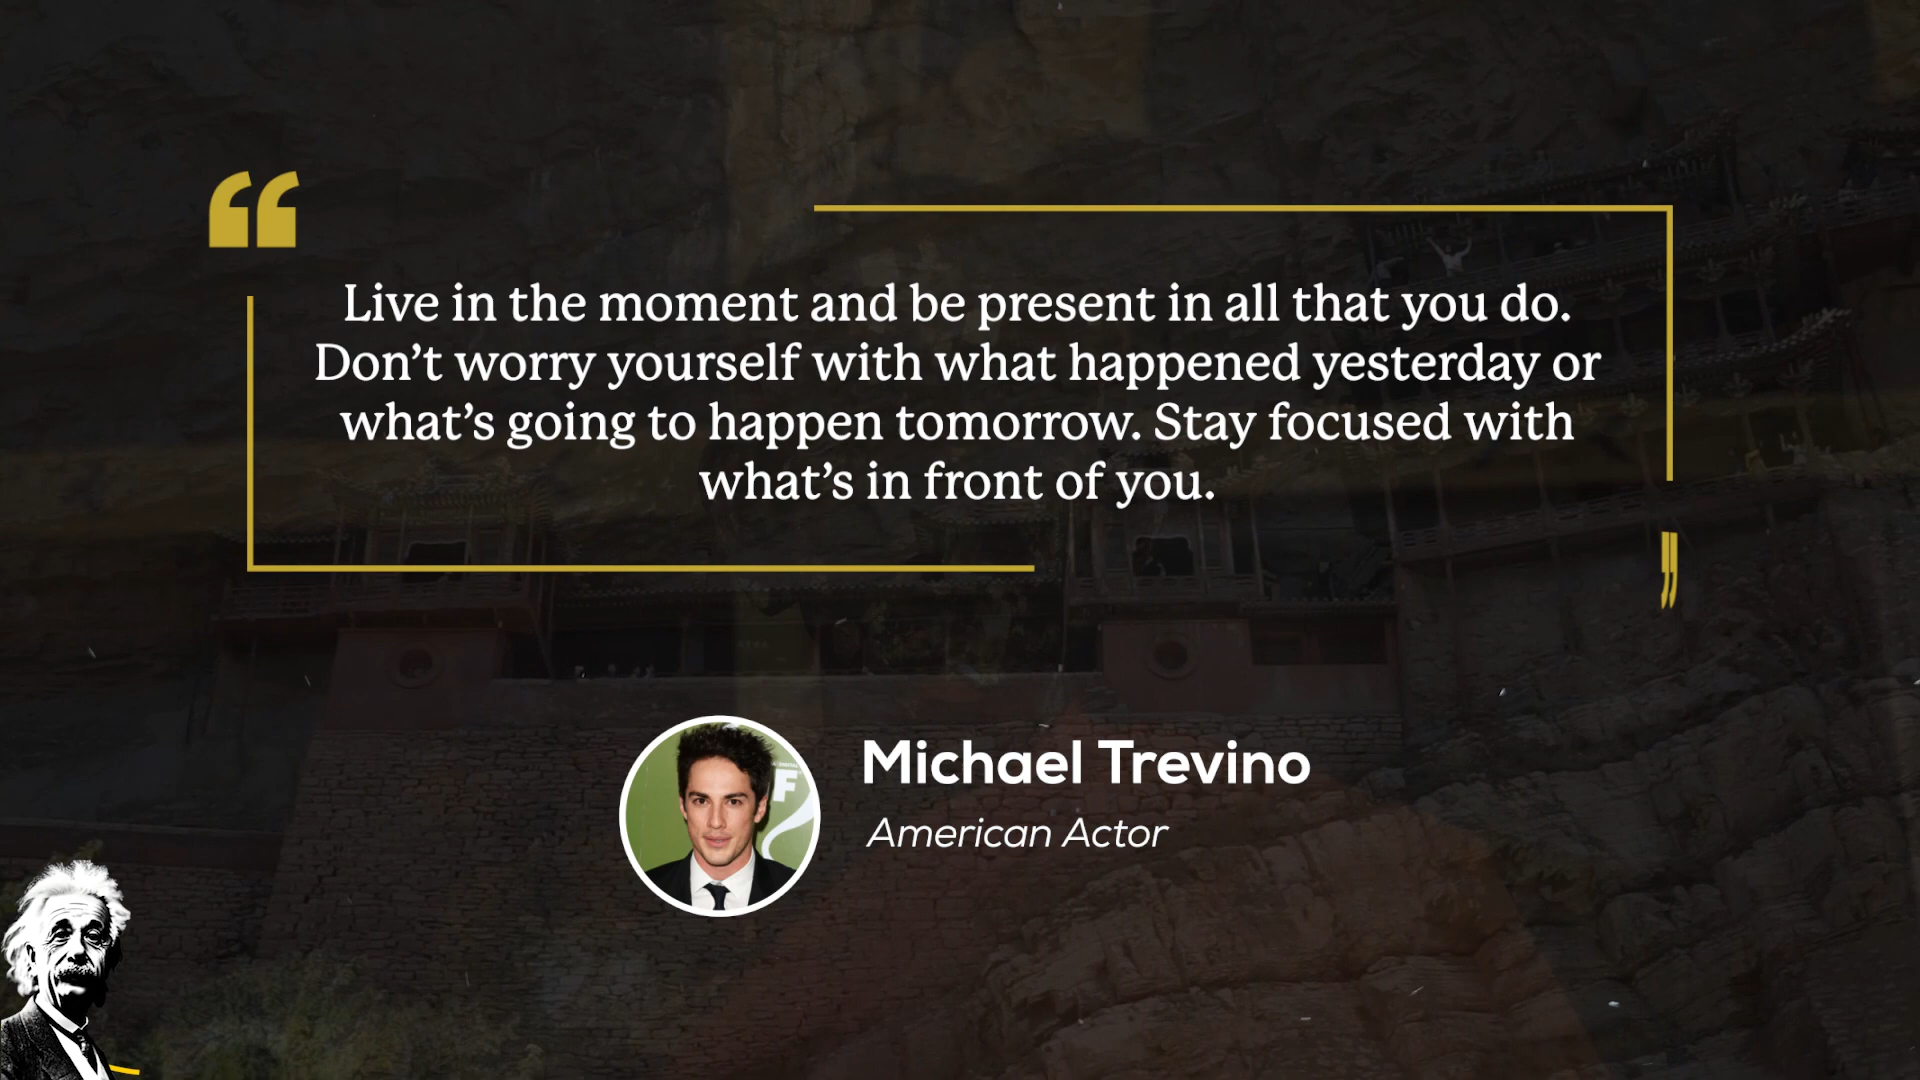 “
Live in the moment and be present in all that you do.
Don’t worry yourself with what happened yesterday or
what’s going to happen tomorrow. Stay focused with
what’s in front of you.
”
F
Michael Trevino
American Actor